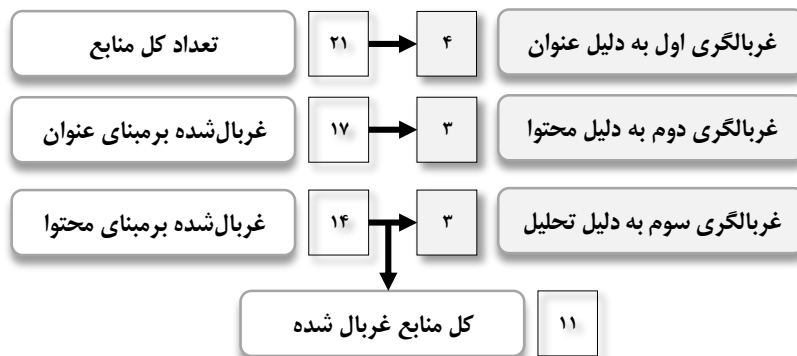 غربالگری اول به دلیل عنوان
۴
۲۱
تعداد کل منابع
غربالگری دوم به دلیل محتوا
۳
۱۷
غربال‌شده برمبنای عنوان
غربالگری سوم به دلیل تحلیل
۳
۱۴
غربال‌شده برمبنای محتوا
۱۱
کل منابع غربال شده